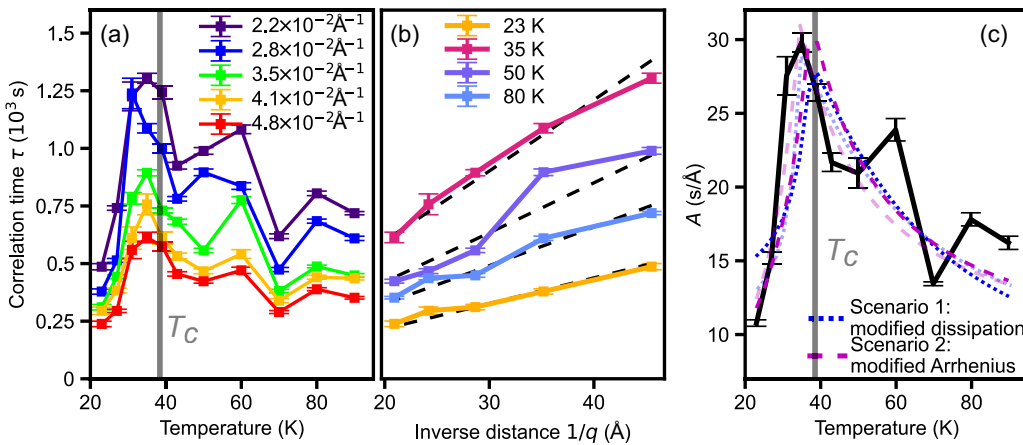 (a)
2.2×10⁻²Å⁻¹
2.8×10⁻²Å⁻¹
3.5×10⁻²Å⁻¹
4.1×10⁻²Å⁻¹
4.8×10⁻²Å⁻¹
Correlation time τ (10³ s)
1.5
1.25
1.0
0.75
0.5
0.25
0
T_C
20
40
60
80
Temperature (K)
(b)
23 K
35 K
50 K
80 K
20
30
40
Inverse distance 1/q (Å)
(c)
A (s/Å)
30
25
20
15
10
T_C
Scenario 1:
modified dissipation
Scenario 2:
modified Arrhenius
20
40
60
80
Temperature (K)